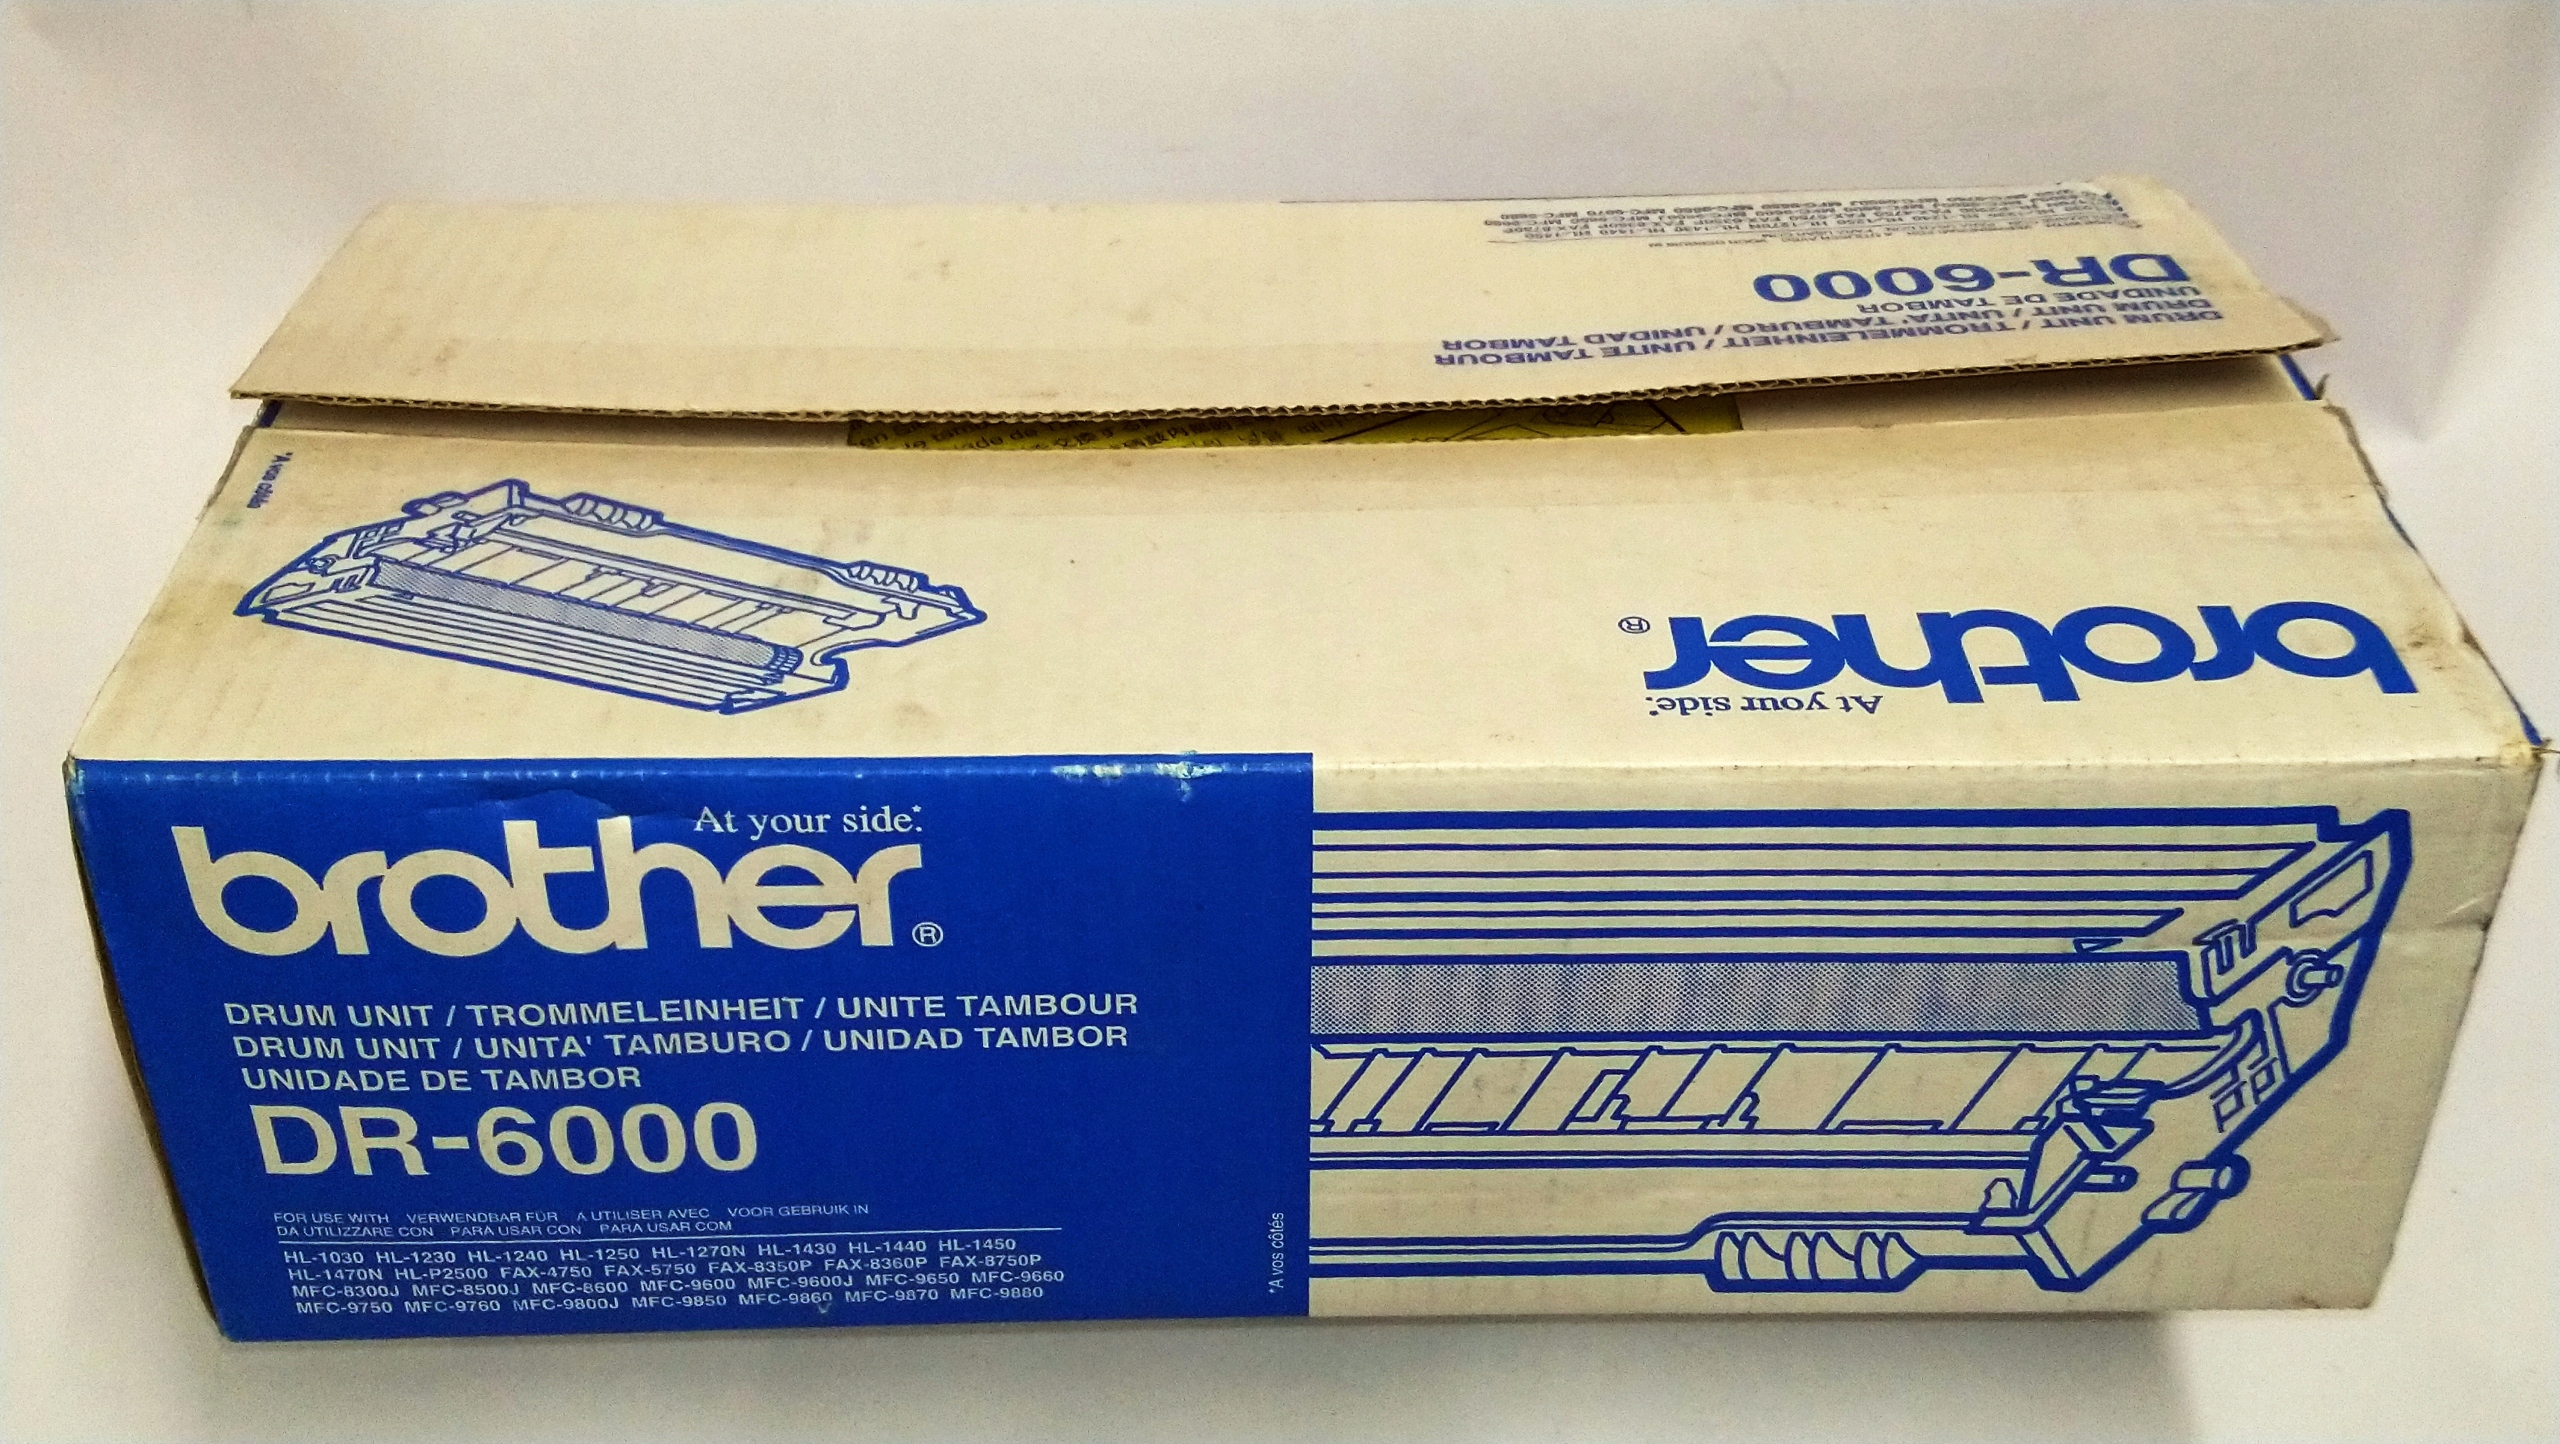 DRUM UNIT / TROMMELEINHEIT / UNITE TAMBOUR
DRUM UNIT / UNITA' TAMBURO / UNIDAD TAMBOR
UNIDADE DE TAMBOR
DR-6000
*A vos côtés
At your side.*
brother®
At your side.*
brother®
DRUM UNIT / TROMMELEINHEIT / UNITE TAMBOUR
DRUM UNIT / UNITA' TAMBURO / UNIDAD TAMBOR
UNIDADE DE TAMBOR
DR-6000
FOR USE WITH VERWENDBAR FÜR A UTILISER AVEC VOOR GEBRUIK IN
DA UTILIZZARE CON PARA USAR CON PARA USAR COM
HL-1030 HL-1230 HL-1240 HL-1250 HL-1270N HL-1430 HL-1440 HL-1450
HL-1470N HL-P2500 FAX-4750 FAX-5750 FAX-8350P FAX-8360P FAX-8750P
MFC-8300J MFC-8500J MFC-8600 MFC-9600 MFC-9600J MFC-9650 MFC-9660
MFC-9750 MFC-9760 MFC-9800J MFC-9850 MFC-9860 MFC-9870 MFC-9880
*A vos côtés